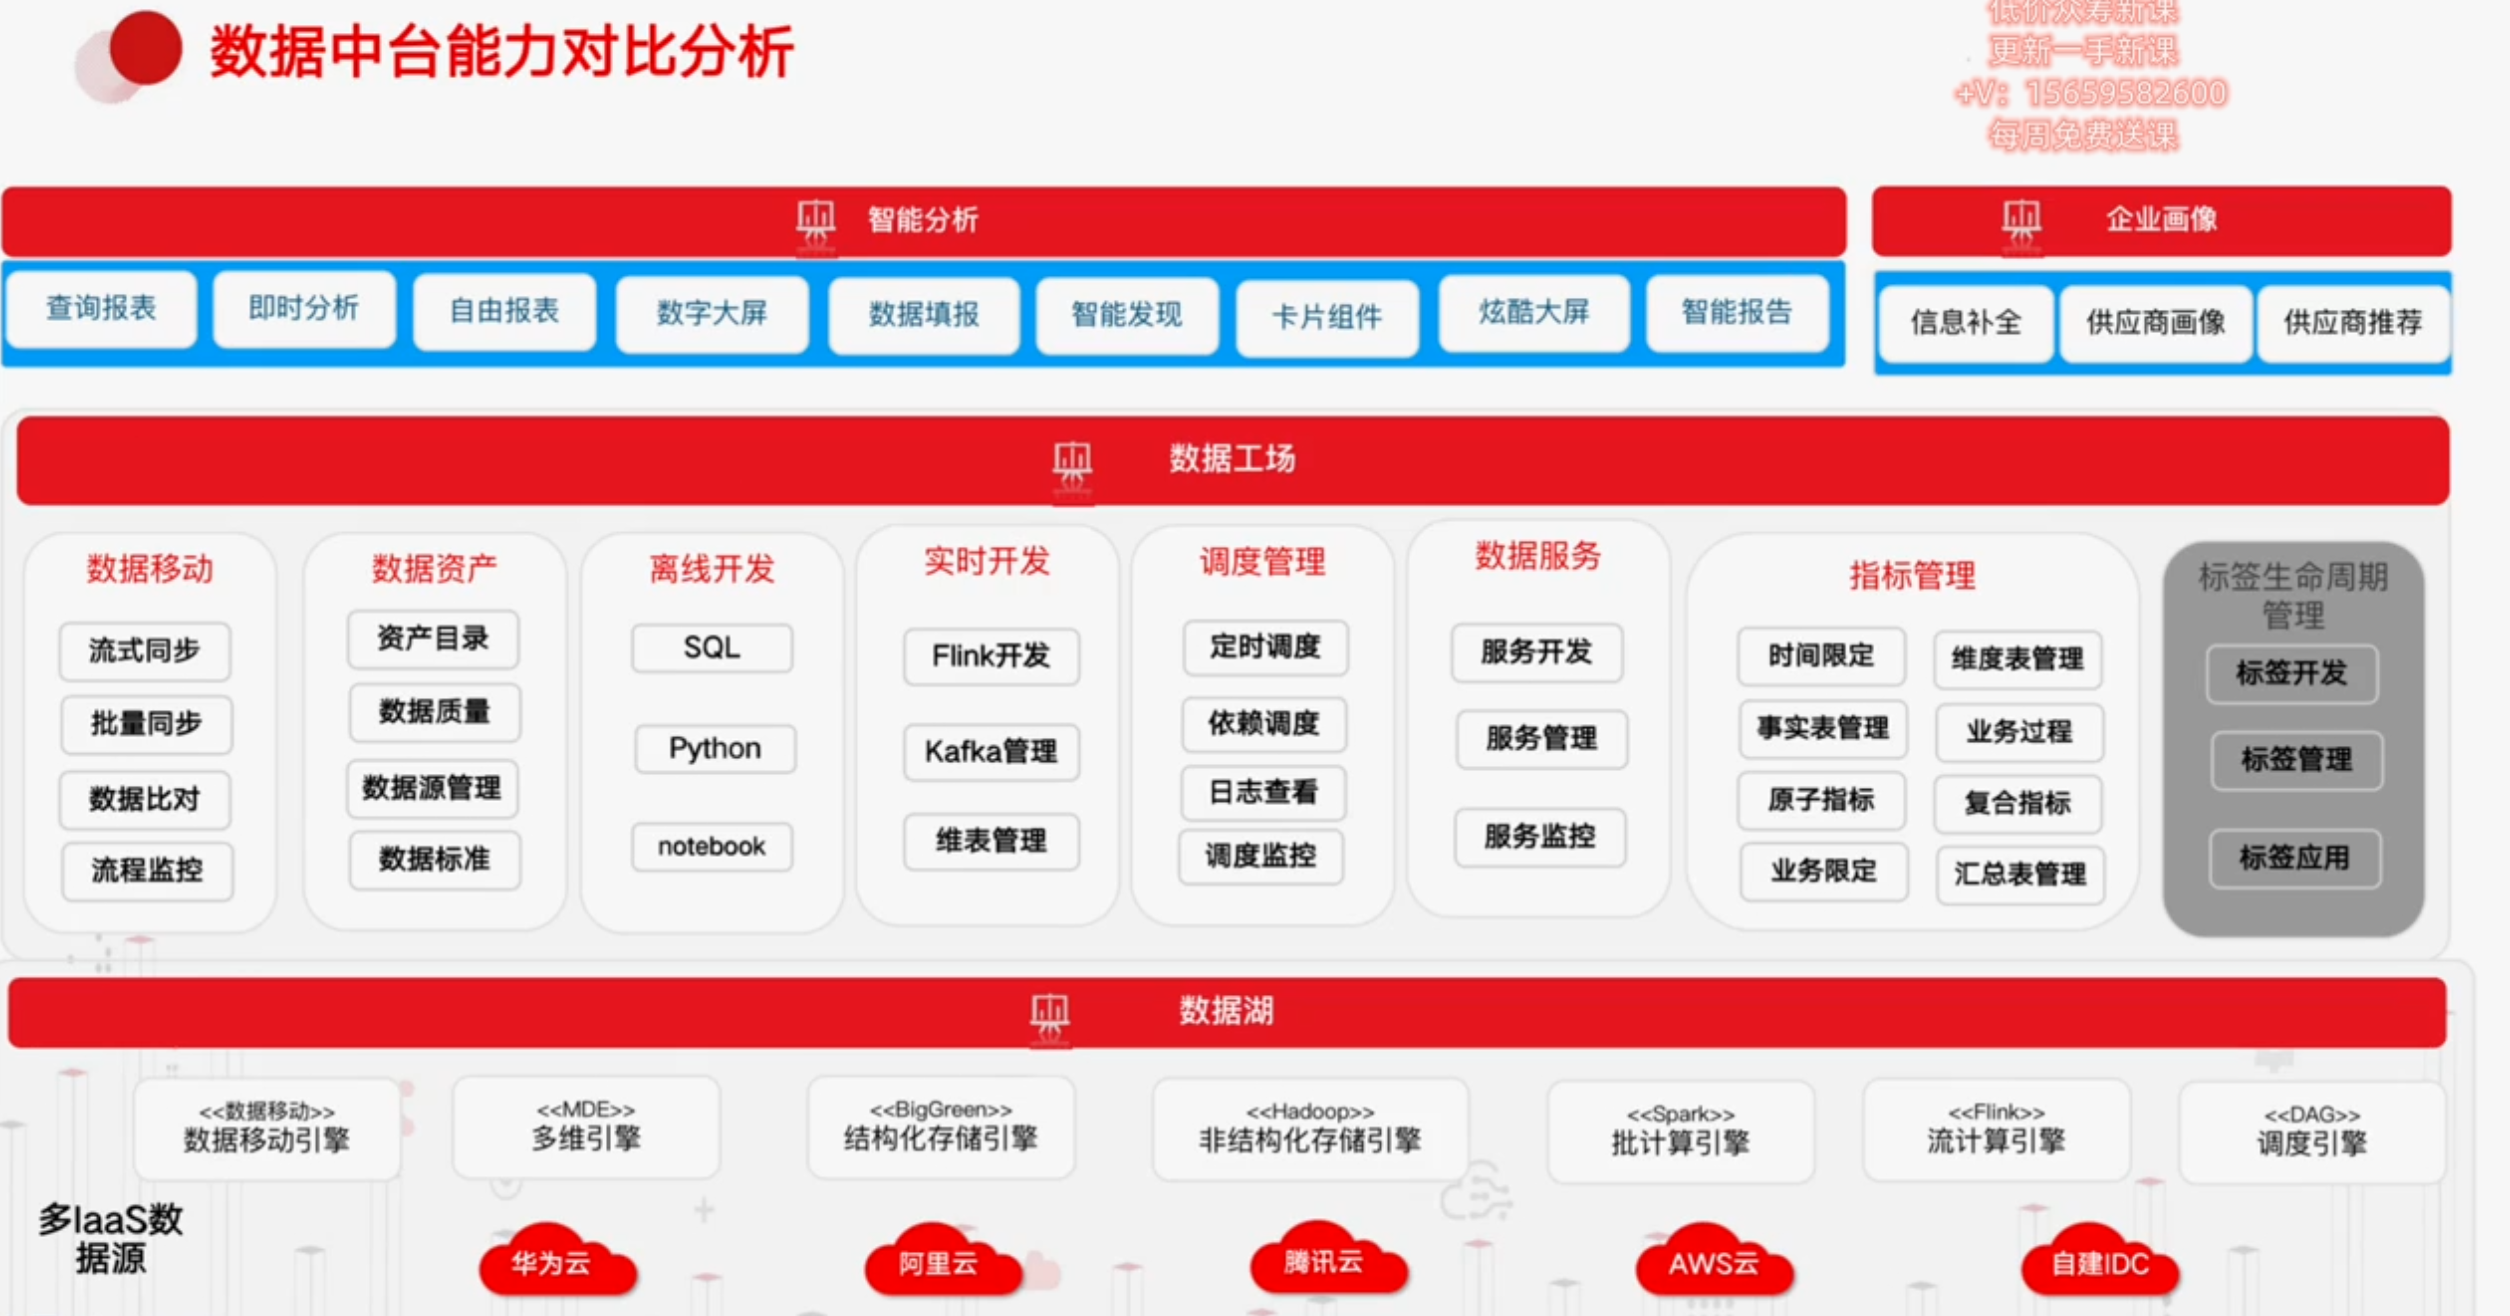 数据中台能力对比分析
低价众筹新课
更新一手新课
+V：15659582600
每周免费送课
智能分析
企业画像
查询报表
即时分析
自由报表
数字大屏
数据填报
智能发现
卡片组件
炫酷大屏
智能报告
信息补全
供应商画像
供应商推荐
数据工场
数据移动
流式同步
批量同步
数据比对
流程监控
数据资产
资产目录
数据质量
数据源管理
数据标准
离线开发
SQL
Python
notebook
实时开发
Flink开发
Kafka管理
维表管理
调度管理
定时调度
依赖调度
日志查看
调度监控
数据服务
服务开发
服务管理
服务监控
指标管理
时间限定
维度表管理
事实表管理
业务过程
原子指标
复合指标
业务限定
汇总表管理
标签生命周期
管理
标签开发
标签管理
标签应用
数据湖
<<数据移动>>
数据移动引擎
<<MDE>>
多维引擎
<<BigGreen>>
结构化存储引擎
<<Hadoop>>
非结构化存储引擎
<<Spark>>
批计算引擎
<<Flink>>
流计算引擎
<<DAG>>
调度引擎
多IaaS数
据源
华为云
阿里云
腾讯云
AWS云
自建IDC